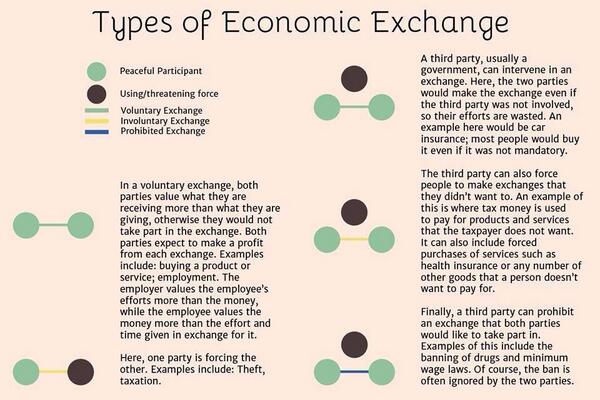 Types of Economic Exchange
Peaceful Participant
Using/threatening force
Voluntary Exchange
Involuntary Exchange
Prohibited Exchange
In a voluntary exchange, both
parties value what they are
receiving more than what they are
giving, otherwise they would not
take part in the exchange. Both
parties expect to make a profit
from each exchange. Examples
include: buying a product or
service; employment. The
employer values the employee's
efforts more than the money,
while the employee values the
money more than the effort and
time given in exchange for it.
Here, one party is forcing the
other. Examples include: Theft,
taxation.
A third party, usually a
government, can intervene in an
exchange. Here, the two parties
would make the exchange even if
the third party was not involved,
so their efforts are wasted. An
example here would be car
insurance; most people would buy
it even if it was not mandatory.
The third party can also force
people to make exchanges that
they didn't want to. An example of
this is where tax money is used
to pay for products and services
that the taxpayer does not want.
It can also include forced
purchases of services such as
health insurance or any number of
other goods that a person doesn't
want to pay for.
Finally, a third party can prohibit
an exchange that both parties
would like to take part in.
Examples of this include the
banning of drugs and minimum
wage laws. Of course, the ban is
often ignored by the two parties.